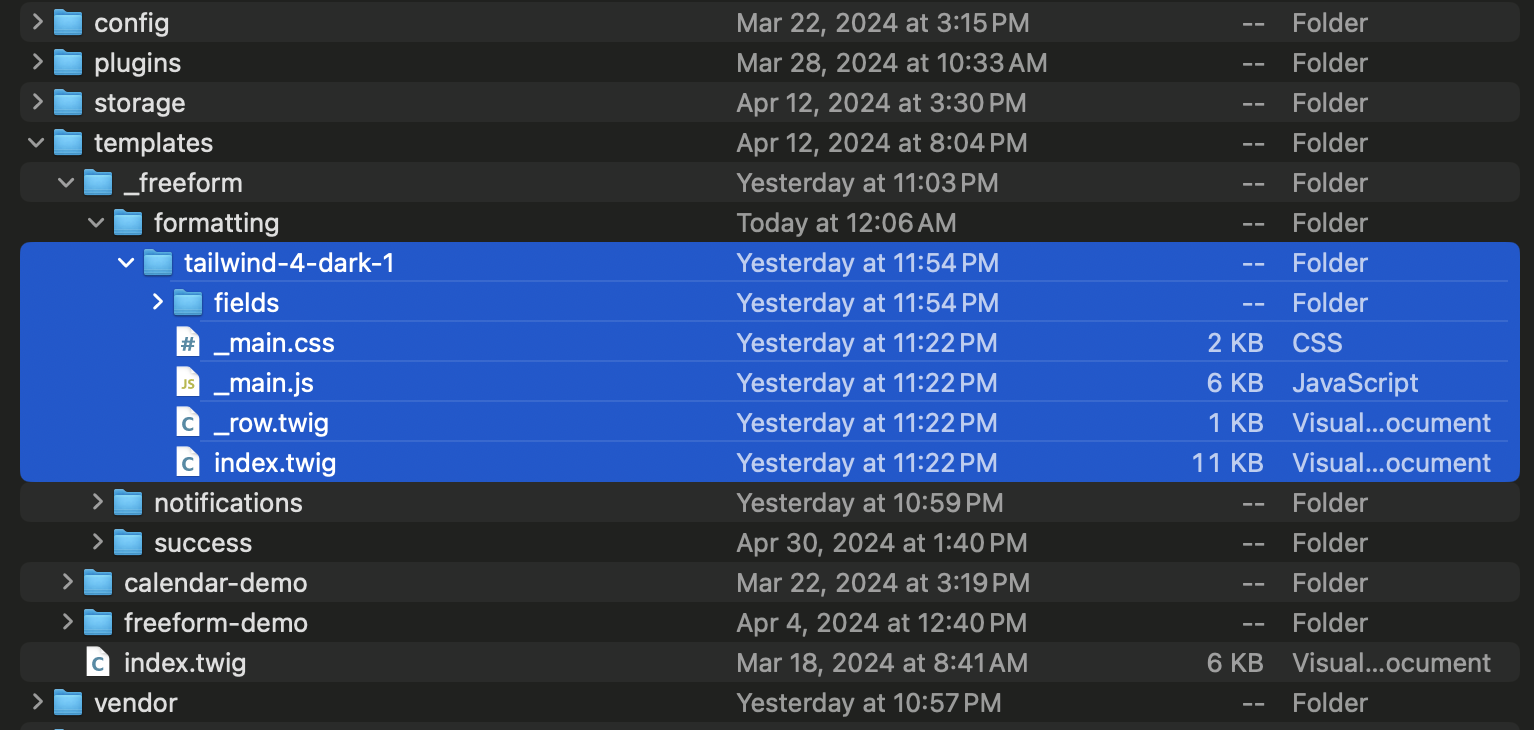 config Mar 22, 2024 at 3:15 PM -- Folder
plugins Mar 28, 2024 at 10:33 AM -- Folder
storage Apr 12, 2024 at 3:30 PM -- Folder
templates Apr 12, 2024 at 8:04 PM -- Folder
_freeform Yesterday at 11:03 PM -- Folder
formatting Today at 12:06 AM -- Folder
tailwind-4-dark-1 Yesterday at 11:54 PM -- Folder
fields Yesterday at 11:54 PM -- Folder
# _main.css Yesterday at 11:22 PM 2 KB CSS
JS _main.js Yesterday at 11:22 PM 6 KB JavaScript
C _row.twig Yesterday at 11:22 PM 1 KB Visual...ocument
C index.twig Yesterday at 11:22 PM 11 KB Visual...ocument
notifications Yesterday at 10:59 PM -- Folder
success Apr 30, 2024 at 1:40 PM -- Folder
calendar-demo Mar 22, 2024 at 3:19 PM -- Folder
freeform-demo Apr 4, 2024 at 12:40 PM -- Folder
C index.twig Mar 18, 2024 at 8:41 AM 6 KB Visual...ocument
vendor Yesterday at 10:57 PM -- Folder